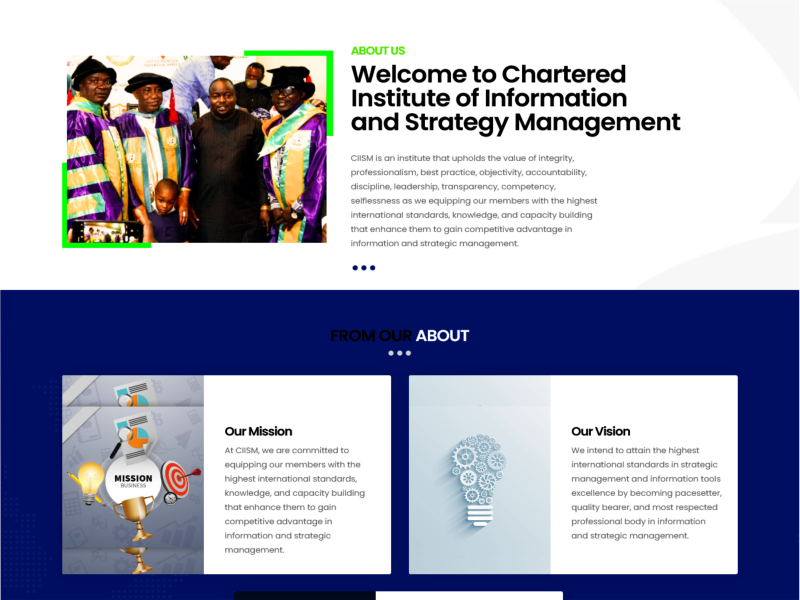 ABOUT US
Welcome to Chartered
Institute of Information
and Strategy Management
CIISM is an institute that upholds the value of integrity,
professionalism, best practice, objectivity, accountability,
discipline, leadership, transparency, competency,
selflessness as we equipping our members with the highest
international standards, knowledge, and capacity building
that enhance them to gain competitive advantage in
information and strategic management.
FROM OUR ABOUT
MISSION
BUSINESS
Our Mission
At CIISM, we are committed to
equipping our members with the
highest international standards,
knowledge, and capacity building
that enhance them to gain
competitive advantage in
information and strategic
management.
Our Vision
We intend to attain the highest
international standards in strategic
management and information tools
excellence by becoming pacesetter,
quality bearer, and most respected
professional body in information
and strategic management.